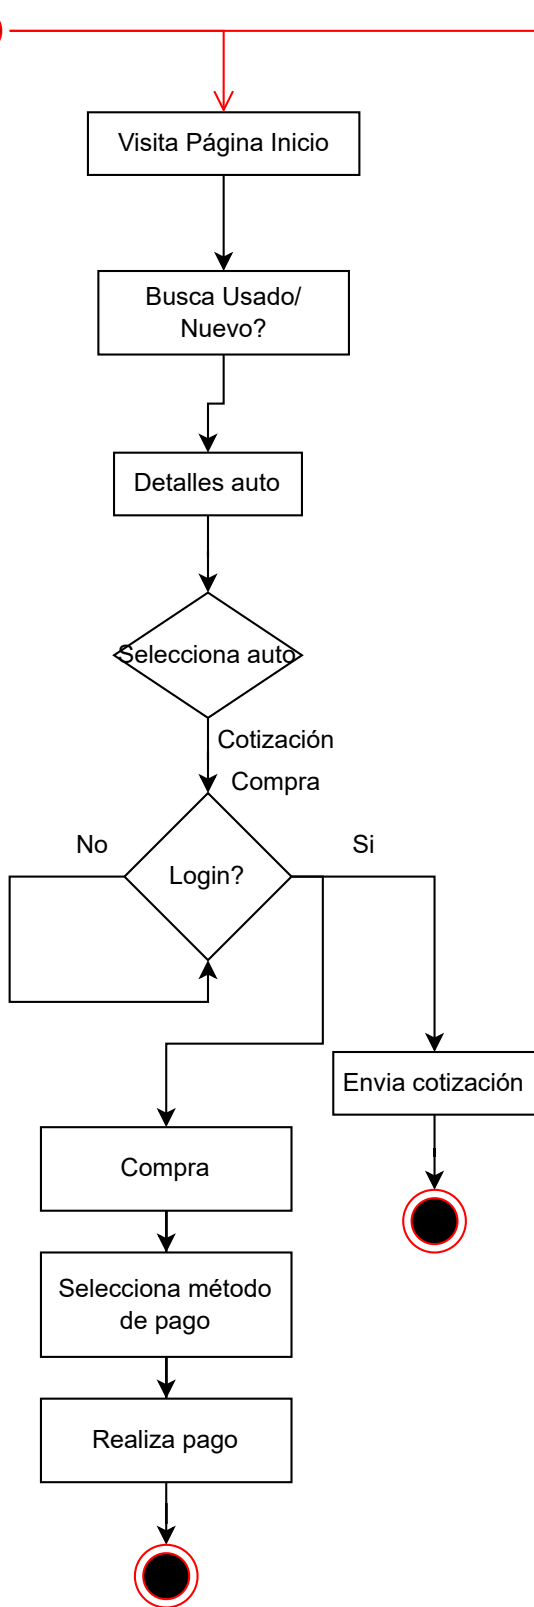 Visita Página Inicio
Busca Usado/
Nuevo?
Detalles auto
Selecciona auto
Cotización
Compra
No
Si
Login?
Envia cotización
Compra
Selecciona método
de pago
Realiza pago